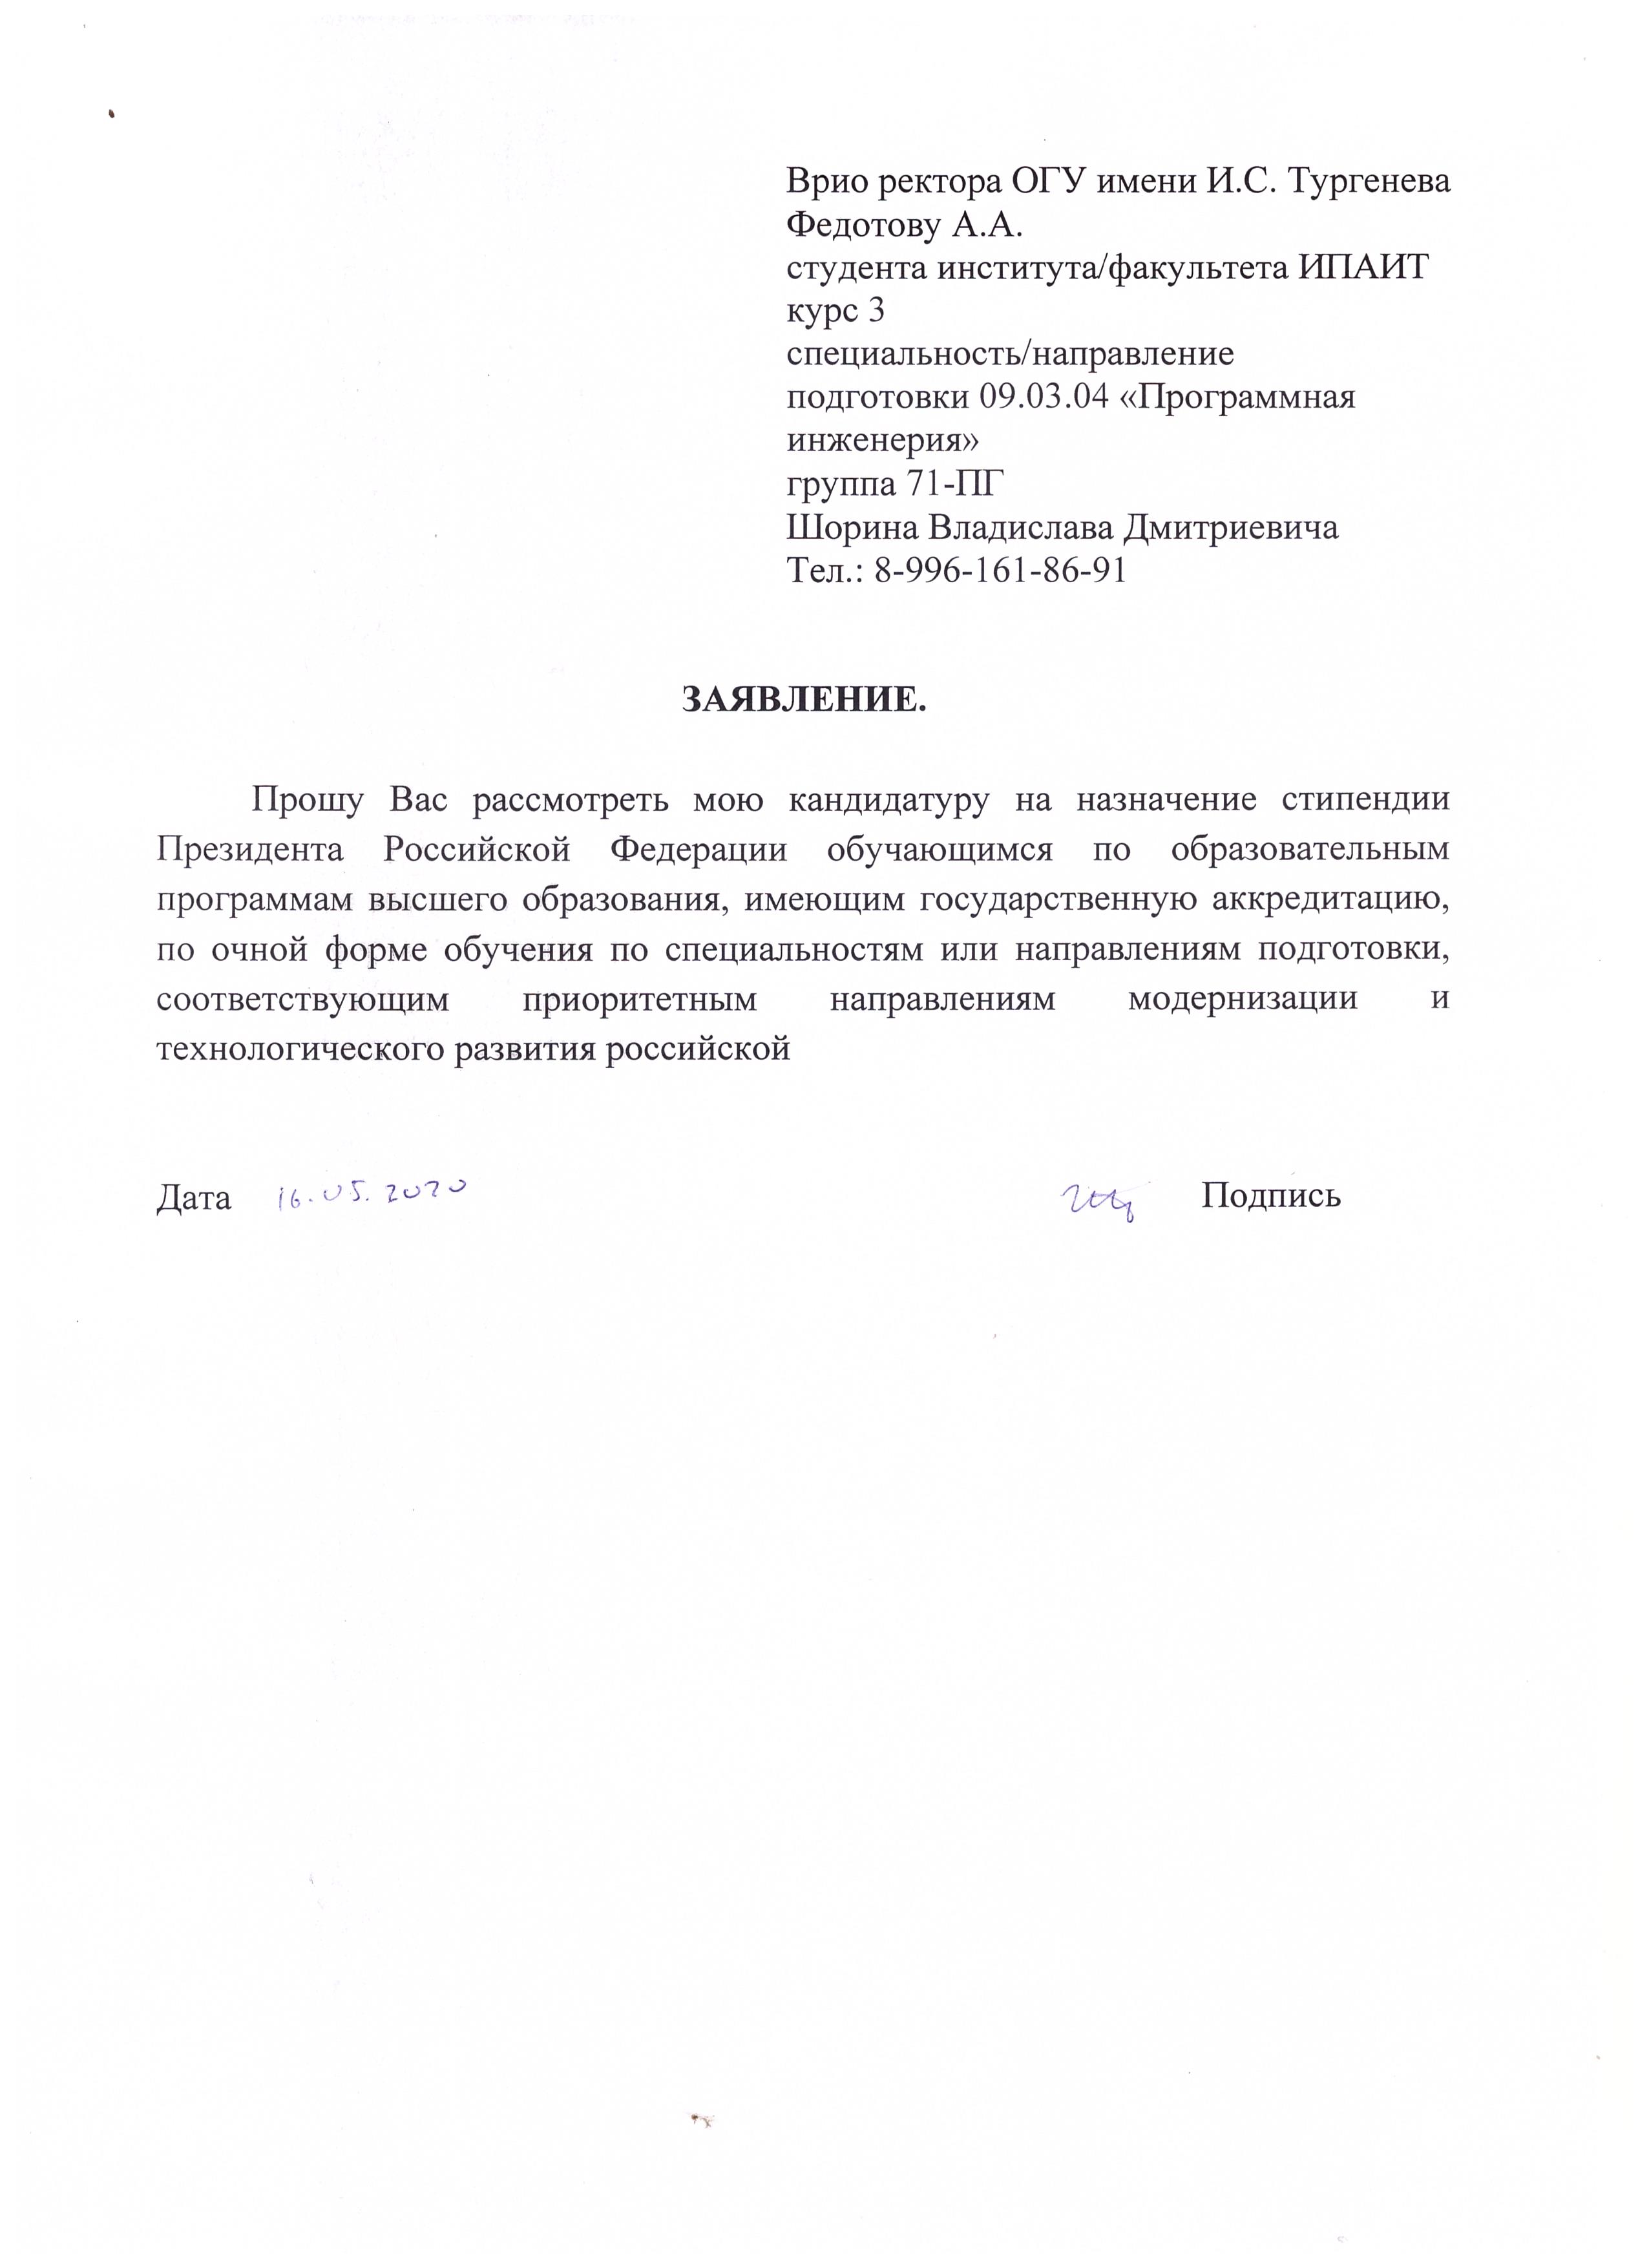 Врио ректора ОГУ имени И.С. Тургенева
Федотову А.А.
студента института/факультета ИПАИТ
курс 3
специальность/направление
подготовки 09.03.04 «Программная
инженерия»
группа 71-ПГ
Шорина Владислава Дмитриевича
Тел.: 8-996-161-86-91
ЗАЯВЛЕНИЕ.
Прошу Вас рассмотреть мою кандидатуру на назначение стипендии
Президента Российской Федерации обучающимся по образовательным
программам высшего образования, имеющим государственную аккредитацию,
по очной форме обучения по специальностям или направлениям подготовки,
соответствующим приоритетным направлениям модернизации и
технологического развития российской
Дата 16.05.2020 Подпись